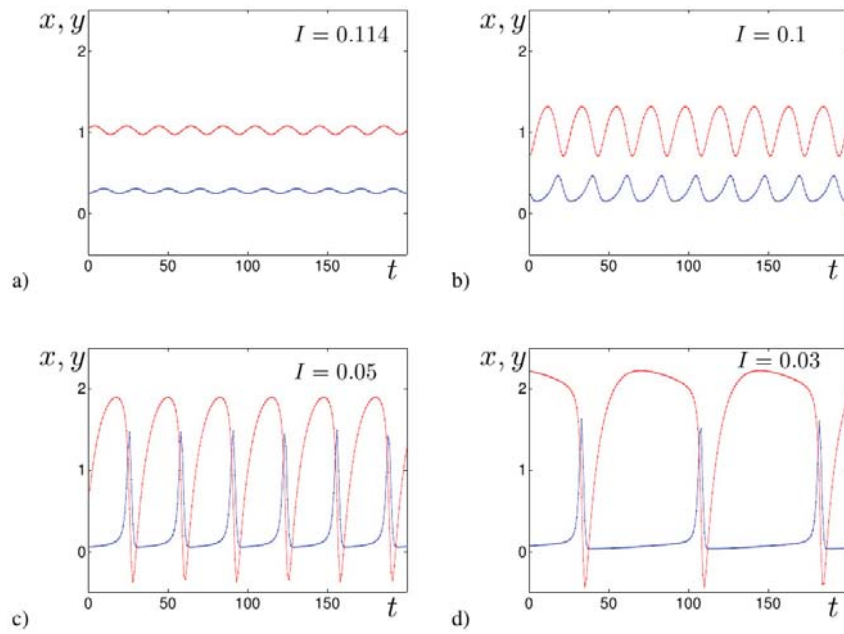 x, y
I = 0.114
2
1
0
0 50 100 150
t
a)
x, y
I = 0.1
2
1
0
0 50 100 150
t
b)
x, y
I = 0.05
2
1
0
0 50 100 150
t
c)
x, y
I = 0.03
2
1
0
0 50 100 150
t
d)